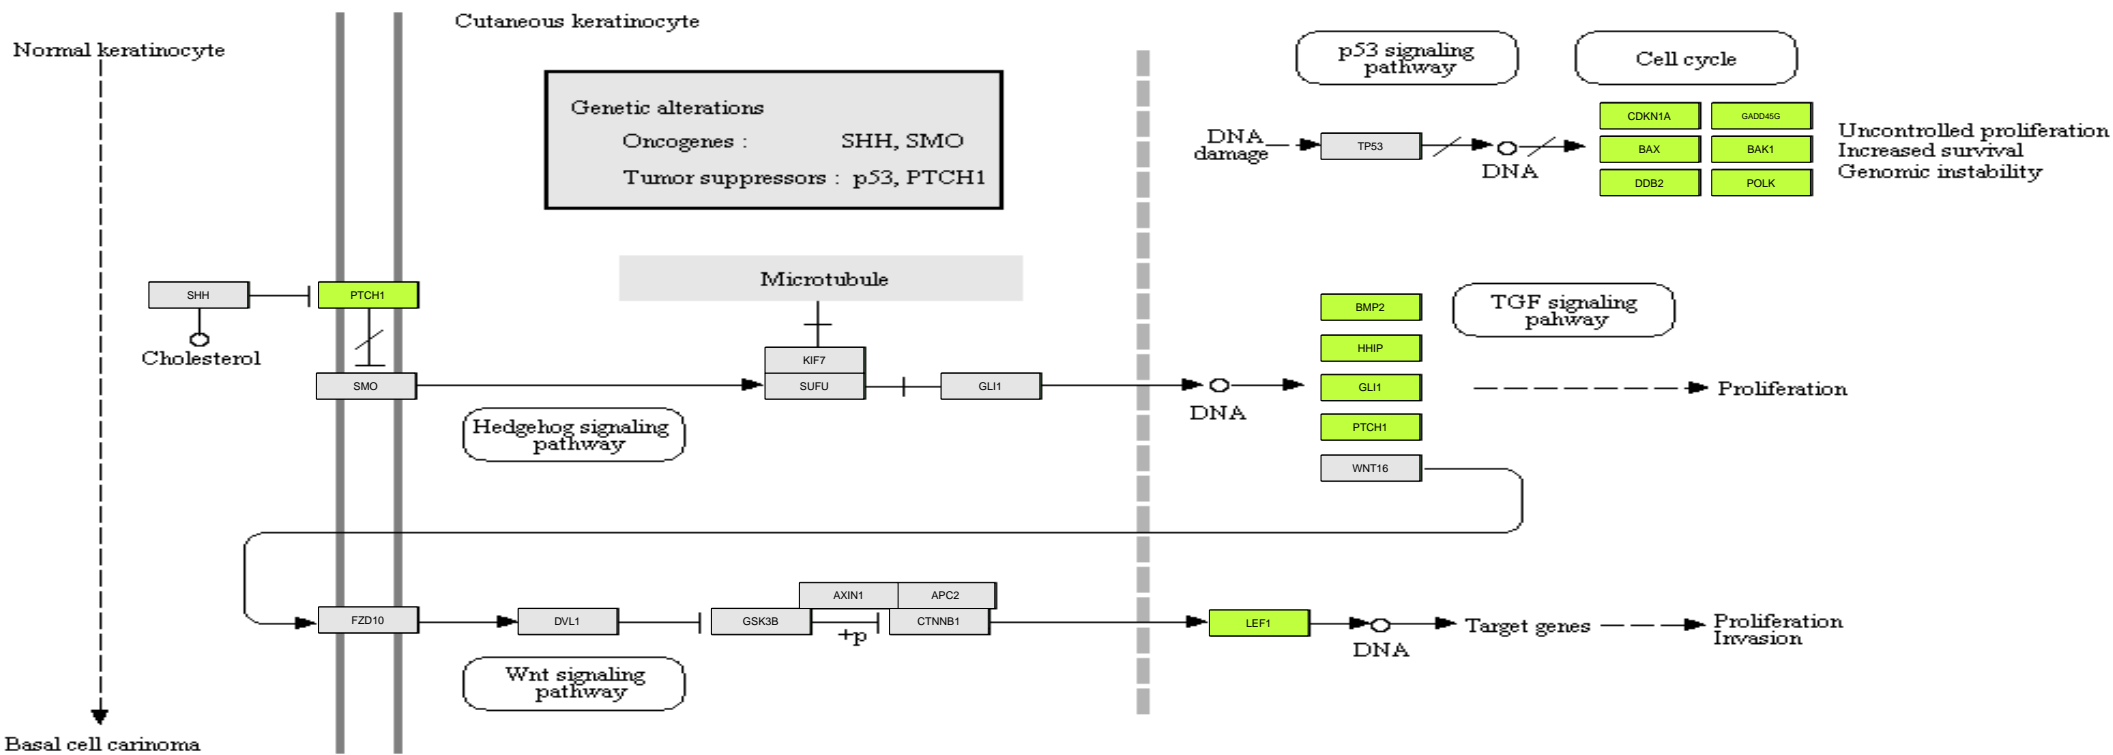 Cutaneous keratinocyte
Normal keratinocyte
Genetic alterations
Oncogenes : SHH, SMO
Tumor suppressors : p53, PTCH1
p53 signaling
pathway
Cell cycle
DNA
damage
TP53
DNA
CDKN1A
GADD45G
BAX
BAK1
DDB2
POLK
Uncontrolled proliferation
Increased survival
Genomic instability
SHH
PTCH1
Cholesterol
SMO
Microtubule
KIF7
SUFU
GLI1
Hedgehog signaling
pathway
DNA
BMP2
HHIP
GLI1
PTCH1
WNT16
TGF signaling
pahway
Proliferation
FZD10
DVL1
GSK3B
+p
AXIN1
APC2
CTNNB1
LEF1
DNA
Target genes
Proliferation
Invasion
Wnt signaling
pathway
Basal cell carinoma